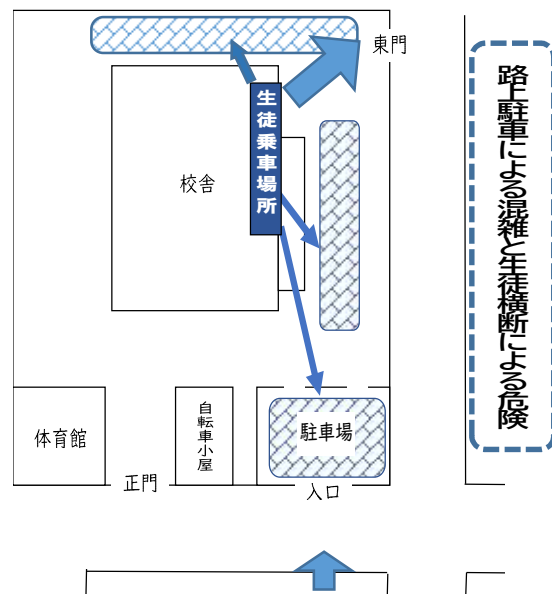 東門
路上駐車による混雑と生徒横断による危険
生徒乗車場所
校舎
体育館
自転車小屋
駐車場
正門
入口